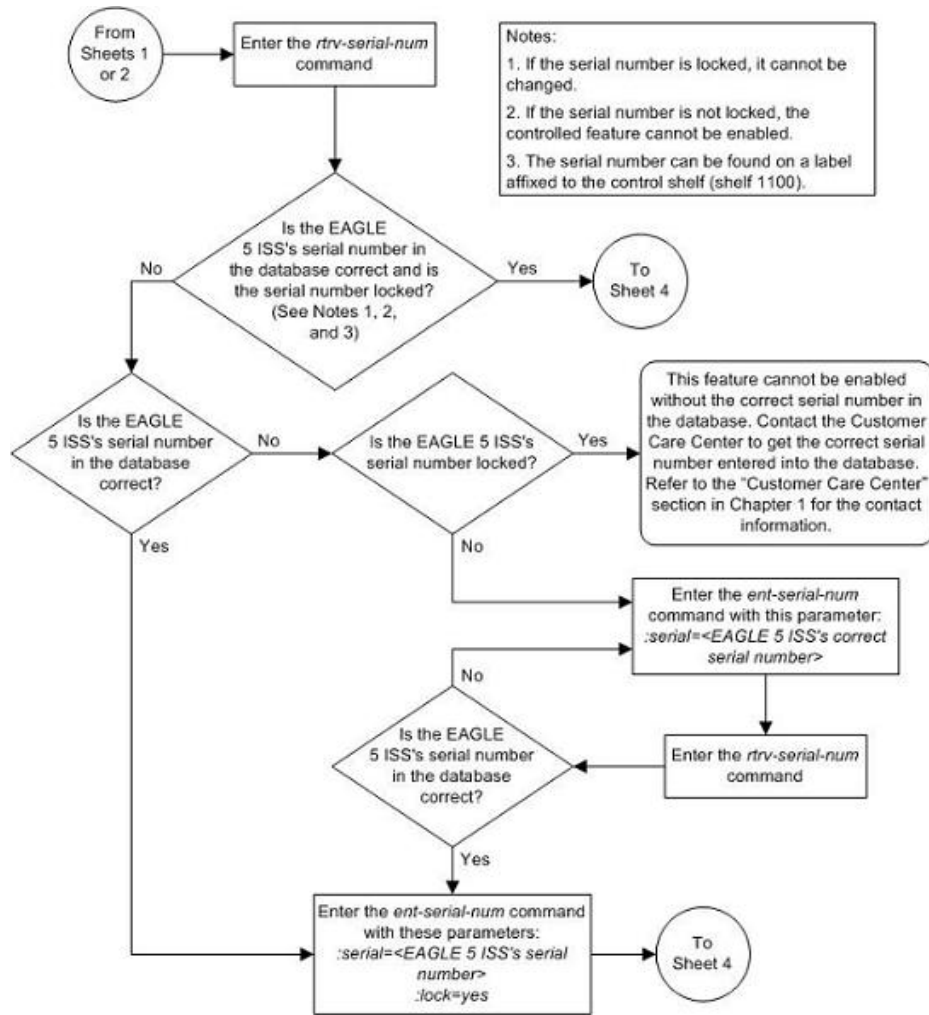 From
Sheets 1
or 2
Enter the rtrv-serial-num
command
Notes:
1. If the serial number is locked, it cannot be
changed.
2. If the serial number is not locked, the
controlled feature cannot be enabled.
3. The serial number can be found on a label
affixed to the control shelf (shelf 1100).
Is the EAGLE
5 ISS's serial number in
the database correct and is
the serial number locked?
(See Notes 1, 2,
and 3)
No
Yes
To
Sheet 4
Is the EAGLE
5 ISS's serial number
in the database
correct?
No
Yes
Is the EAGLE 5 ISS's
serial number locked?
Yes
No
This feature cannot be enabled
without the correct serial number in
the database. Contact the Customer
Care Center to get the correct serial
number entered into the database.
Refer to the "Customer Care Center"
section in Chapter 1 for the contact
information.
Enter the ent-serial-num
command with this parameter:
:serial=<EAGLE 5 ISS's correct
serial number>
Enter the rtrv-serial-num
command
No
Is the EAGLE
5 ISS's serial number
in the database
correct?
Yes
Enter the ent-serial-num command
with these parameters:
:serial=<EAGLE 5 ISS's serial
number>
:lock=yes
To
Sheet 4